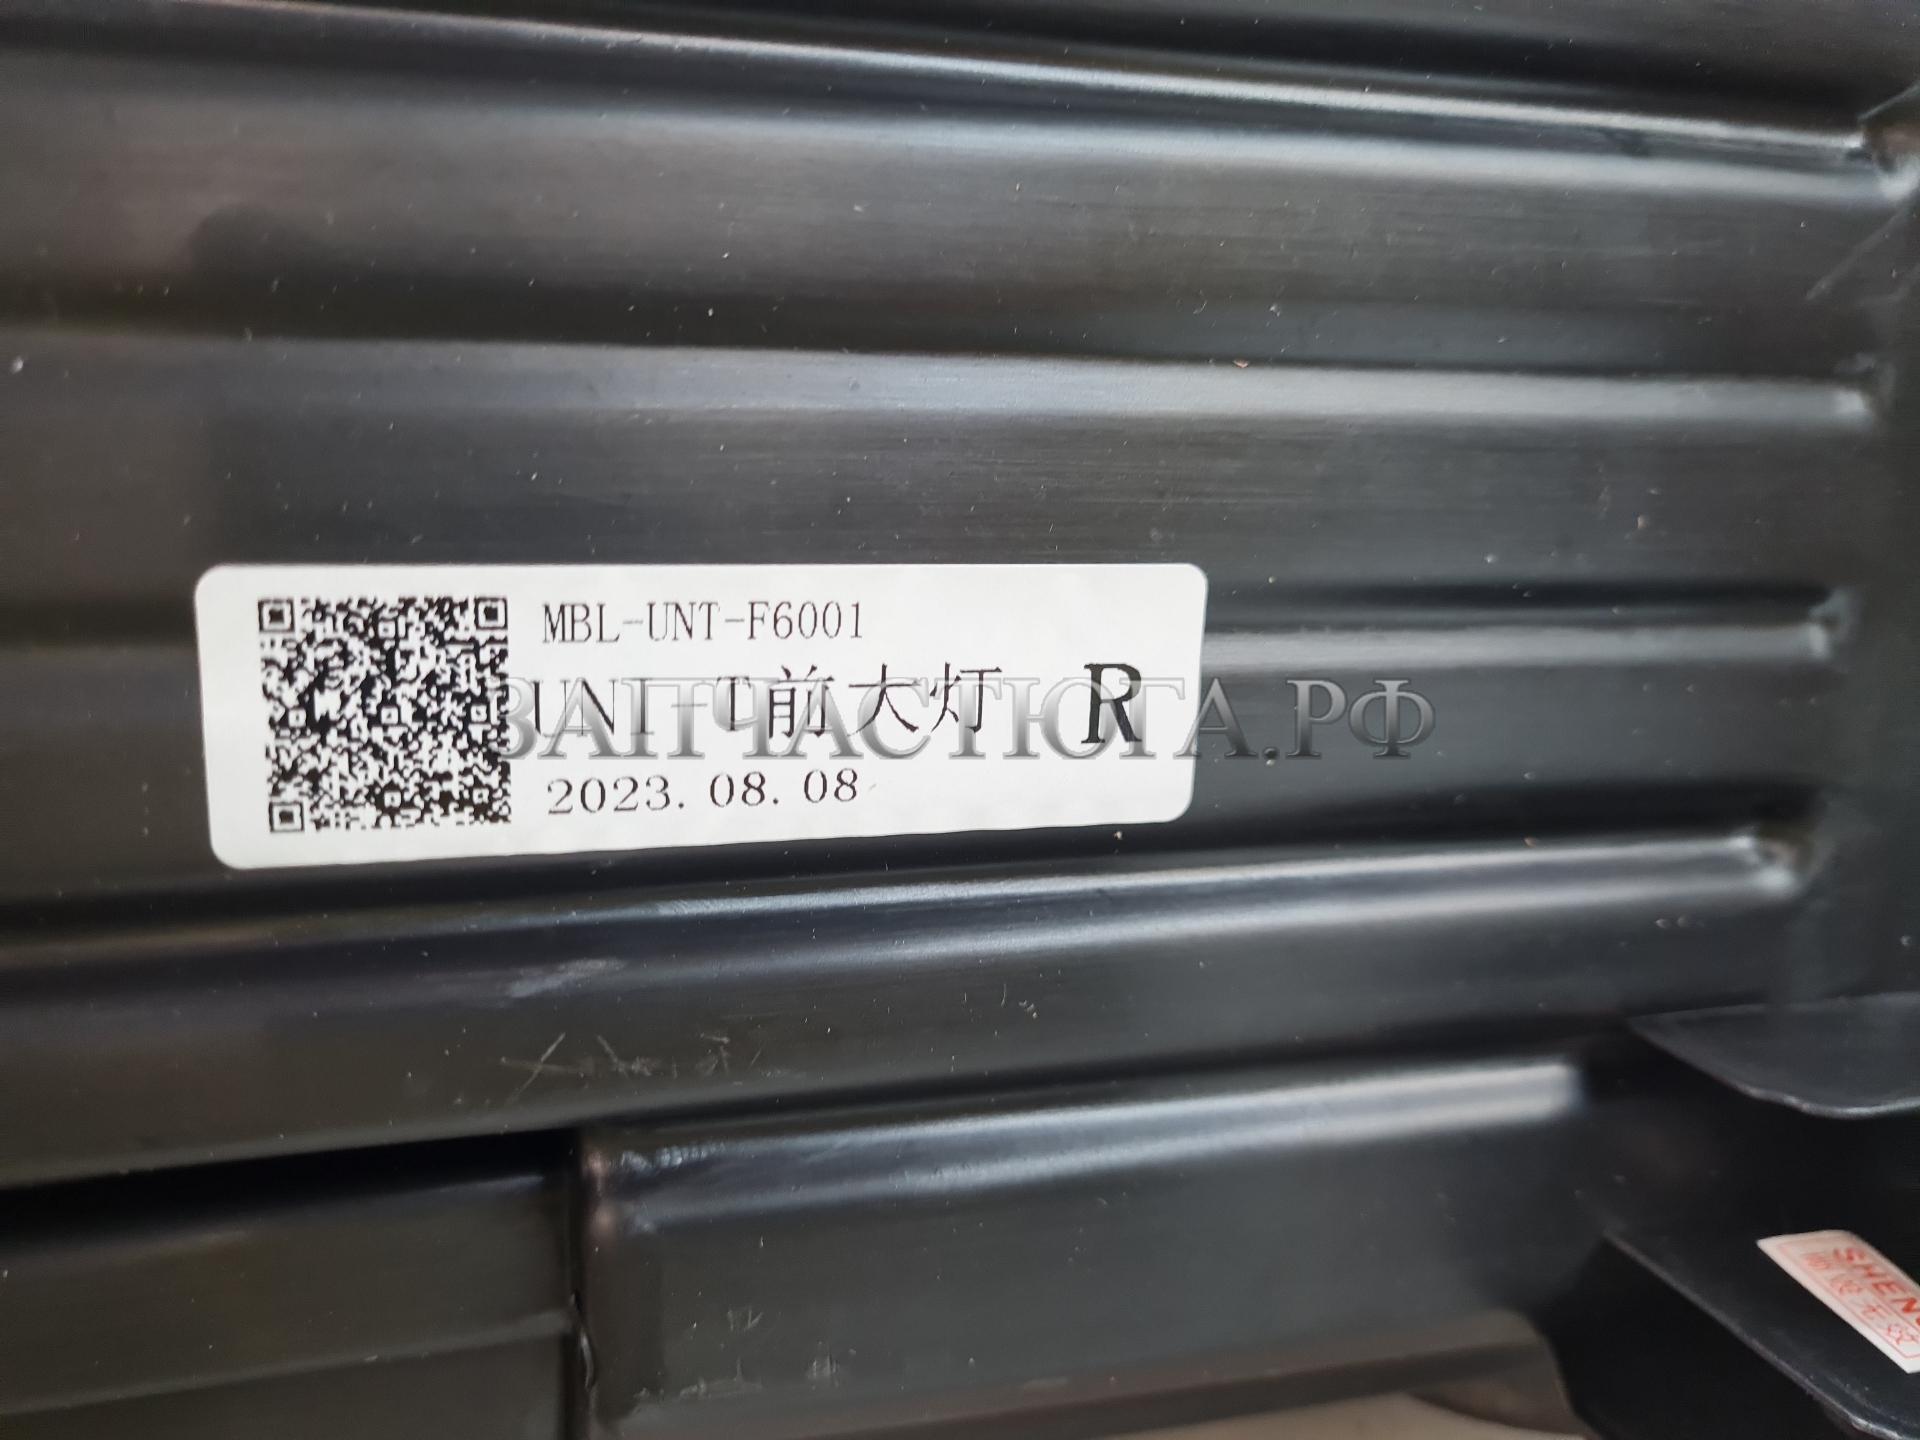 MBL-UNT-F6001
UNI-T前大灯 R
ЗАПЧАСТЮГА.РФ
2023.08.08
SHEN